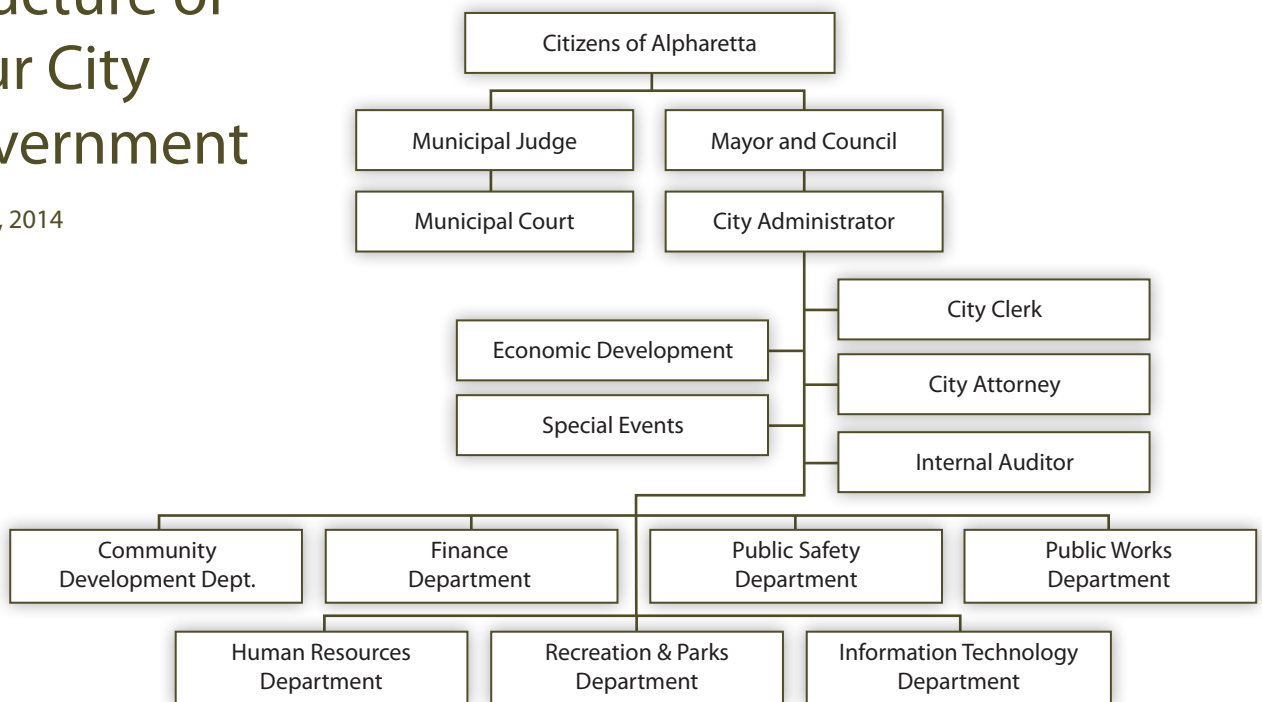 ur City
vernment
, 2014
Citizens of Alpharetta
Municipal Judge
Mayor and Council
Municipal Court
City Administrator
City Clerk
Economic Development
City Attorney
Special Events
Internal Auditor
Community
Development Dept.
Finance
Department
Public Safety
Department
Public Works
Department
Human Resources
Department
Recreation & Parks
Department
Information Technology
Department